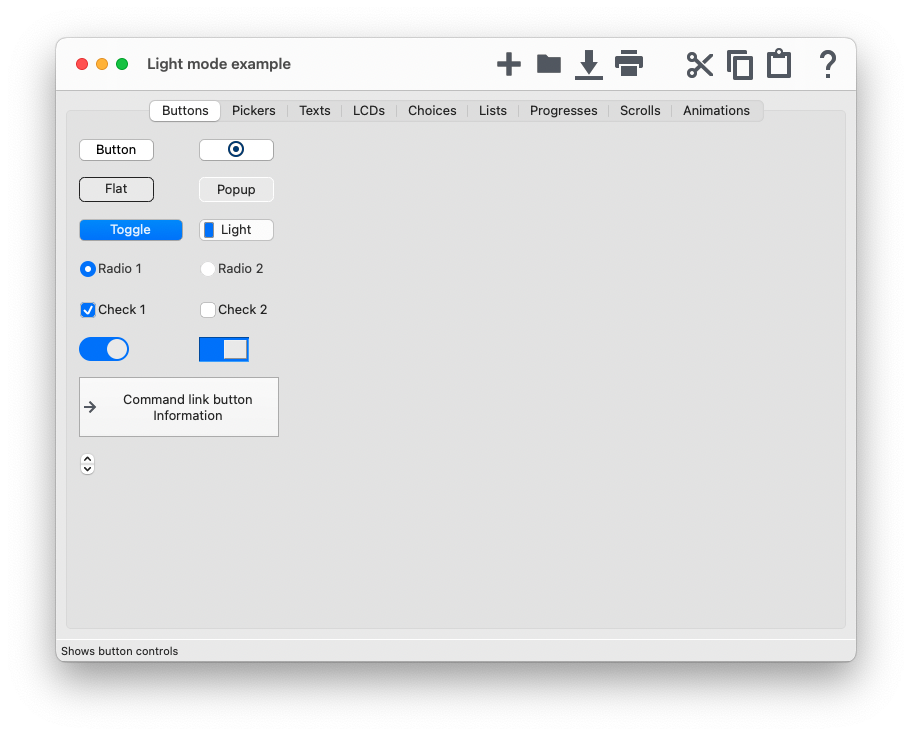 Light mode example
?
Buttons Pickers Texts LCDs Choices Lists Progresses Scrolls Animations
Button
Flat Popup
Toggle Light
Radio 1 Radio 2
Check 1 Check 2
Command link button
Information
Shows button controls